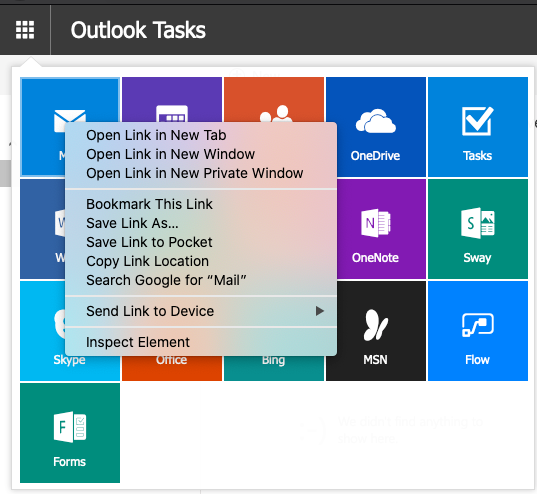 Outlook Tasks
M
OneDrive
Tasks
Open Link in New Tab
Open Link in New Window
Open Link in New Private Window
Bookmark This Link
Save Link As...
Save Link to Pocket
Copy Link Location
Search Google for “Mail”
Send Link to Device
Inspect Element
W
N
OneNote
S
Sway
Skype
Office
Bing
MSN
Flow
F
Forms